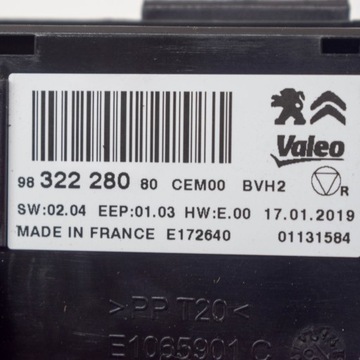 Valeo
98 322 280 80 CEM00 BVH2
R
SW:02.04 EEP:01.03 HW:E.00 17.01.2019
MADE IN FRANCE E172640 01131584
>PP T20<
E1065901 C